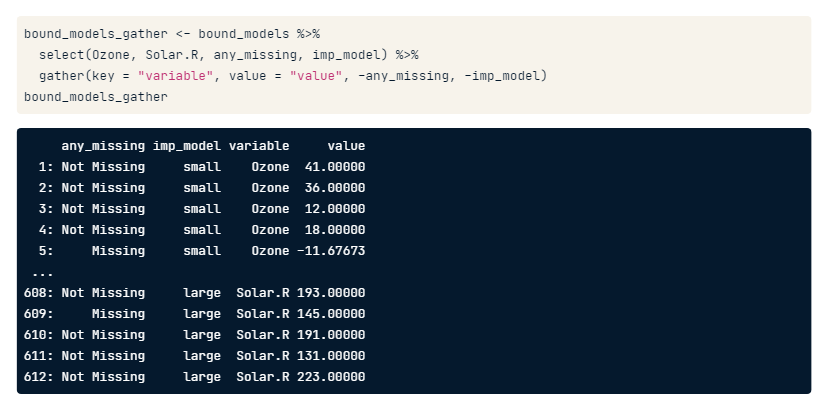 bound_models_gather <- bound_models %>%
  select(Ozone, Solar.R, any_missing, imp_model) %>%
  gather(key = "variable", value = "value", -any_missing, -imp_model)
bound_models_gather
     any_missing imp_model variable     value
  1: Not Missing     small    Ozone  41.00000
  2: Not Missing     small    Ozone  36.00000
  3: Not Missing     small    Ozone  12.00000
  4: Not Missing     small    Ozone  18.00000
  5:     Missing     small    Ozone -11.67673
 ...
608: Not Missing     large  Solar.R 193.00000
609:     Missing     large  Solar.R 145.00000
610: Not Missing     large  Solar.R 191.00000
611: Not Missing     large  Solar.R 131.00000
612: Not Missing     large  Solar.R 223.00000